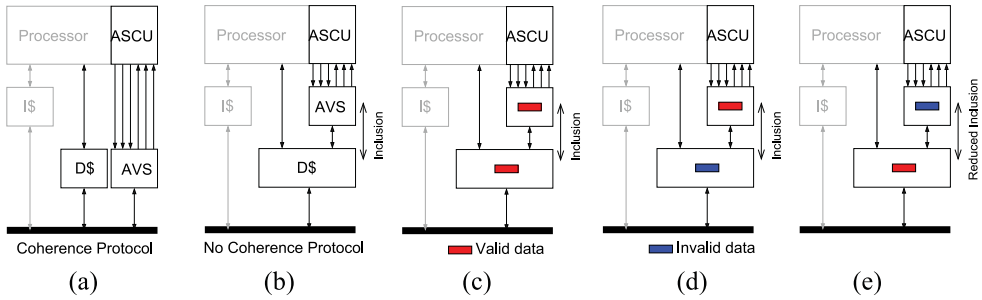 Processor ASCU
I$
D$ AVS
Coherence Protocol
(a)
Processor ASCU
I$
AVS
D$
Inclusion
No Coherence Protocol
(b)
Processor ASCU
I$
Inclusion
Valid data
(c)
Processor ASCU
I$
Inclusion
Invalid data
(d)
Processor ASCU
I$
Reduced Inclusion
(e)